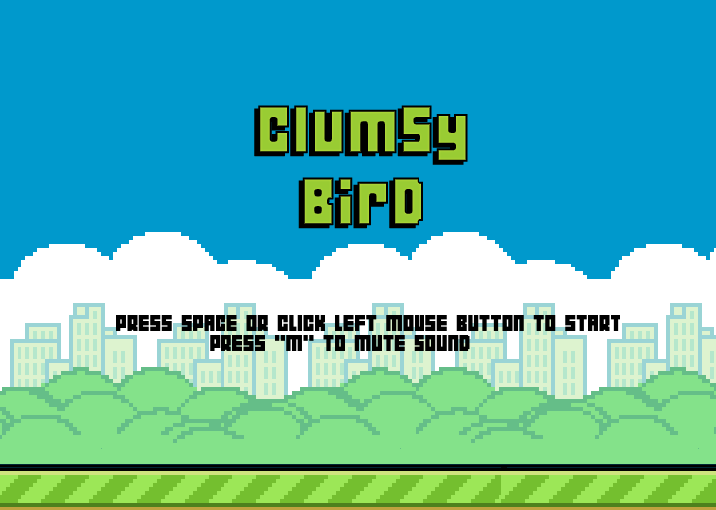 Clumsy
Bird
PRESS SPACE OR CLICK LEFT MOUSE BUTTON TO START
PRESS "M" TO MUTE SOUND